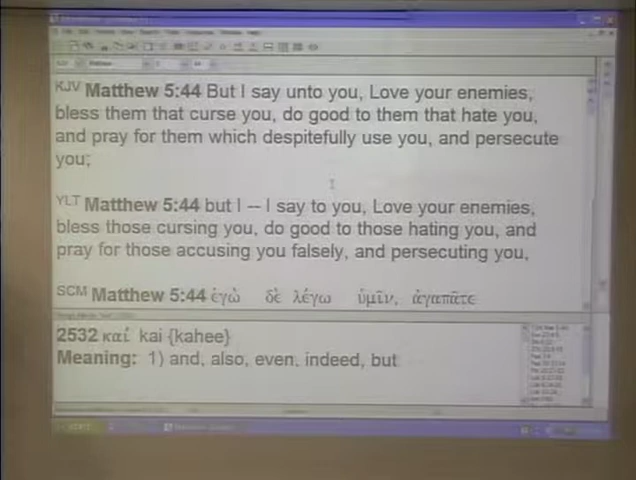 KJV Matthew 5:44 But I say unto you, Love your enemies,
bless them that curse you, do good to them that hate you,
and pray for them which despitefully use you, and persecute
you;
YLT Matthew 5:44 but I -- I say to you, Love your enemies,
bless those cursing you, do good to those hating you, and
pray for those accusing you falsely, and persecuting you,
SCM Matthew 5:44 ἐγὼ δὲ λέγω ὑμῖν, ἀγαπᾶτε
2532 καί kai {kahee}
Meaning: 1) and, also, even, indeed, but